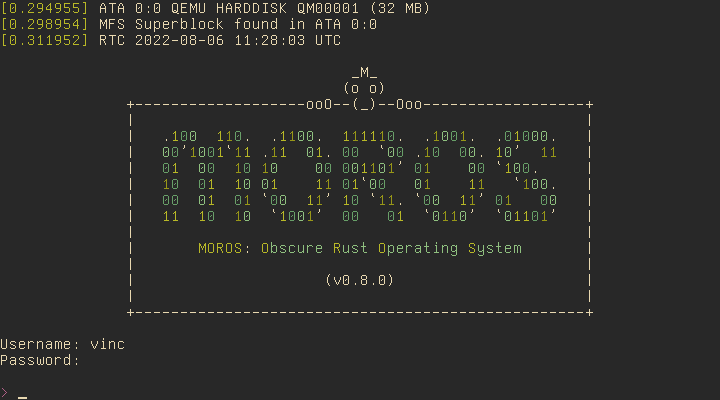 [0.294955] ATA 0:0 QEMU HARDDISK QM00001 (32 MB)
[0.298954] MFS Superblock found in ATA 0:0
[0.311952] RTC 2022-08-06 11:28:03 UTC
_M_
(o o)
+--------------------ooO--(_)--Ooo-------------------+
.100  110.  .1100.  111110.  .1001.  .01000.
00’1001‘11 .11  01. 00  ‘00 .10  00. 10’  11
01  00  10 10    00 001101’ 01    00 ‘100.
10  01  10 01    11 01‘00   01    11   ‘100.
00  01  01 ‘00  11’ 10 ‘11. ‘00  11’ 01   00
11  10  10  ‘1001’  00   01  ‘0110’  ‘01101’
MOROS: Obscure Rust Operating System
(v0.8.0)
+----------------------------------------------------+
Username: vinc
Password:
> _